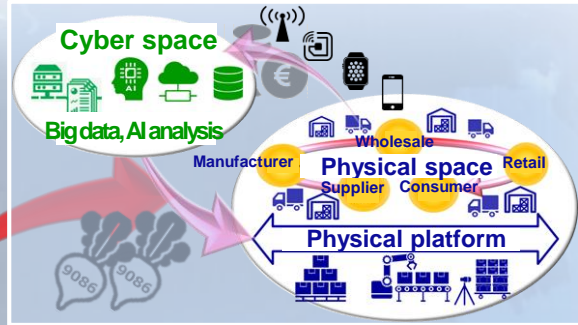 Cyber space
AI
€
Big data, AI analysis
Wholesale
Manufacturer
Physical space
Retail
Supplier
Consumer
Physical platform
9086
9086